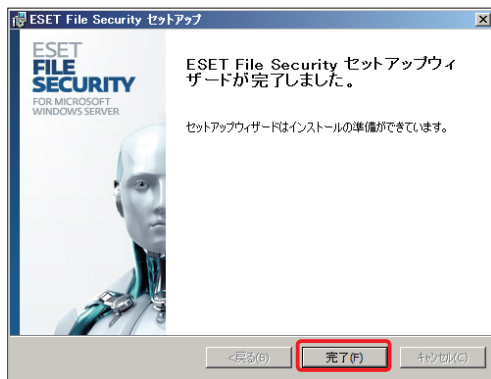 ESET File Security セットアップ
ESET
FILE
SECURITY
FOR MICROSOFT
WINDOWS SERVER
ESET File Security セットアップウィ
ザードが完了しました。
セットアップウィザードはインストールの準備ができています。
<戻る(B)
完了(F)
キャンセル(C)